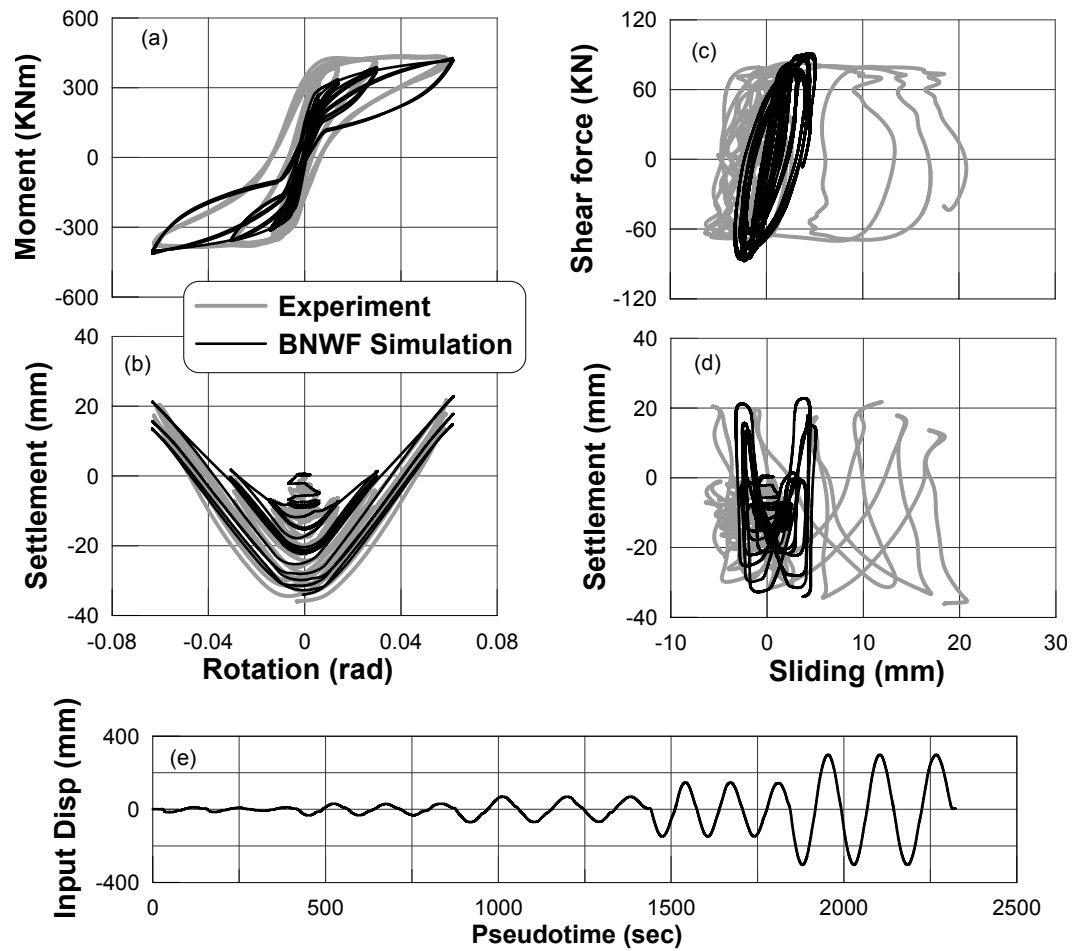 600
300
0
-300
-600
Moment (KNm)
(a)
120
60
0
-60
-120
Shear force (KN)
(c)
Experiment
BNWF Simulation
40
20
0
-20
-40
Settlement (mm)
(b)
-0.08 -0.04 0 0.04 0.08
Rotation (rad)
40
20
0
-20
-40
Settlement (mm)
(d)
-10 0 10 20 30
Sliding (mm)
400
0
-400
Input Disp (mm)
(e)
0 500 1000 1500 2000 2500
Pseudotime (sec)